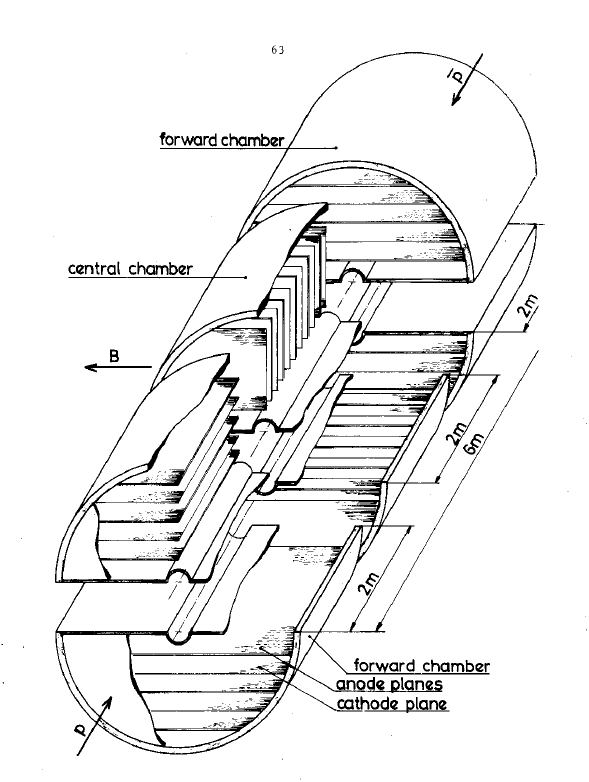 63
p̅
forward chamber
central chamber
B
2m
2m
6m
2m
forward chamber
anode planes
cathode plane
p